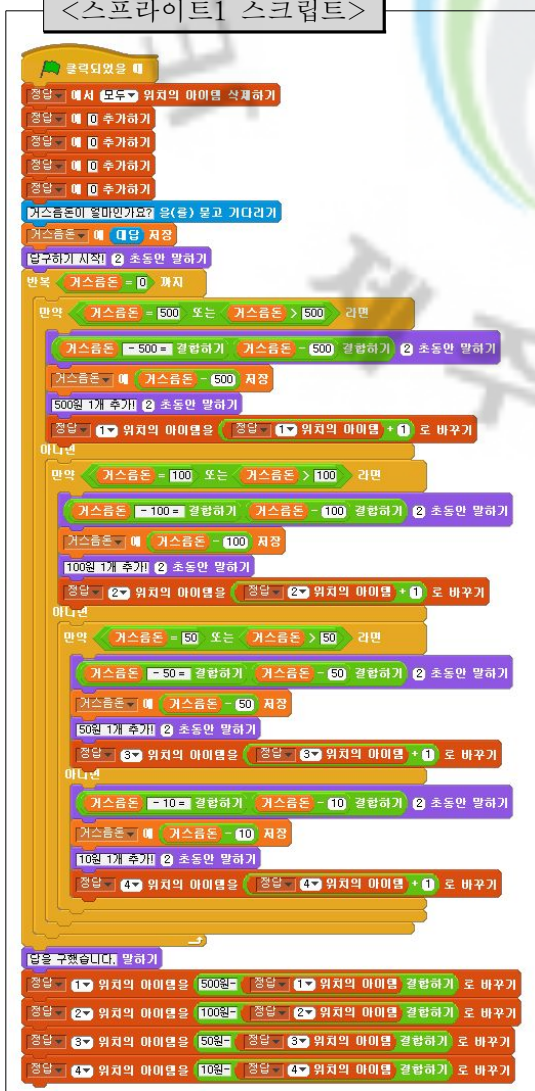 <스프라이트1 스크립트>
클릭되었을 때
정답 에서 모두 위치의 아이템 삭제하기
정답 에 0 추가하기
정답 에 0 추가하기
정답 에 0 추가하기
정답 에 0 추가하기
거스름돈이 얼마인가요? 을(를) 묻고 기다리기
거스름돈 에 대답 저장
답구하기 시작! 2 초동안 말하기
반복 거스름돈 = 0 까지
만약 거스름돈 = 500 또는 거스름돈 > 500 라면
거스름돈 - 500 = 결합하기 거스름돈 - 500 결합하기 2 초동안 말하기
거스름돈 에 거스름돈 - 500 저장
500원 1개 추가! 2 초동안 말하기
정답 1 위치의 아이템을 정답 1 위치의 아이템 + 1 로 바꾸기
아니면
만약 거스름돈 = 100 또는 거스름돈 > 100 라면
거스름돈 - 100 = 결합하기 거스름돈 - 100 결합하기 2 초동안 말하기
거스름돈 에 거스름돈 - 100 저장
100원 1개 추가! 2 초동안 말하기
정답 2 위치의 아이템을 정답 2 위치의 아이템 + 1 로 바꾸기
아니면
만약 거스름돈 = 50 또는 거스름돈 > 50 라면
거스름돈 - 50 = 결합하기 거스름돈 - 50 결합하기 2 초동안 말하기
거스름돈 에 거스름돈 - 50 저장
50원 1개 추가! 2 초동안 말하기
정답 3 위치의 아이템을 정답 3 위치의 아이템 + 1 로 바꾸기
아니면
거스름돈 - 10 = 결합하기 거스름돈 - 10 결합하기 2 초동안 말하기
거스름돈 에 거스름돈 - 10 저장
10원 1개 추가! 2 초동안 말하기
정답 4 위치의 아이템을 정답 4 위치의 아이템 + 1 로 바꾸기
답을 구했습니다. 말하기
정답 1 위치의 아이템을 500원- 정답 1 위치의 아이템 결합하기 로 바꾸기
정답 2 위치의 아이템을 100원- 정답 2 위치의 아이템 결합하기 로 바꾸기
정답 3 위치의 아이템을 50원- 정답 3 위치의 아이템 결합하기 로 바꾸기
정답 4 위치의 아이템을 10원- 정답 4 위치의 아이템 결합하기 로 바꾸기